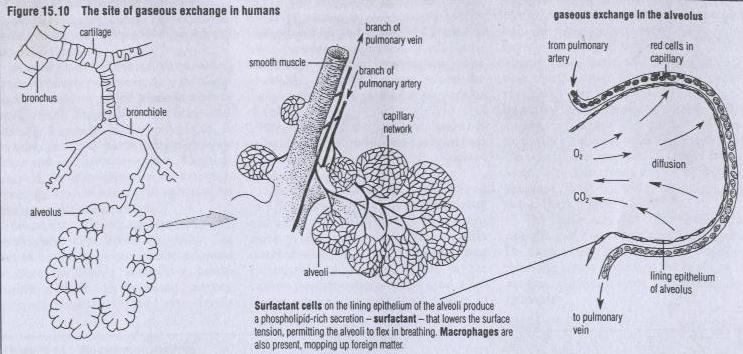 Figure 15.10 The site of gaseous exchange in humans
cartilage
bronchus
bronchiole
alveolus
smooth muscle
branch of
pulmonary vein
branch of
pulmonary artery
capillary
network
alveoli
Surfactant cells on the lining epithelium of the alveoli produce
a phospholipid-rich secretion – surfactant – that lowers the surface
tension, permitting the alveoli to flex in breathing. Macrophages are
also present, mopping up foreign matter.
gaseous exchange in the alveolus
from pulmonary
artery
red cells in
capillary
O₂
diffusion
CO₂
lining epithelium
of alveolus
to pulmonary
vein